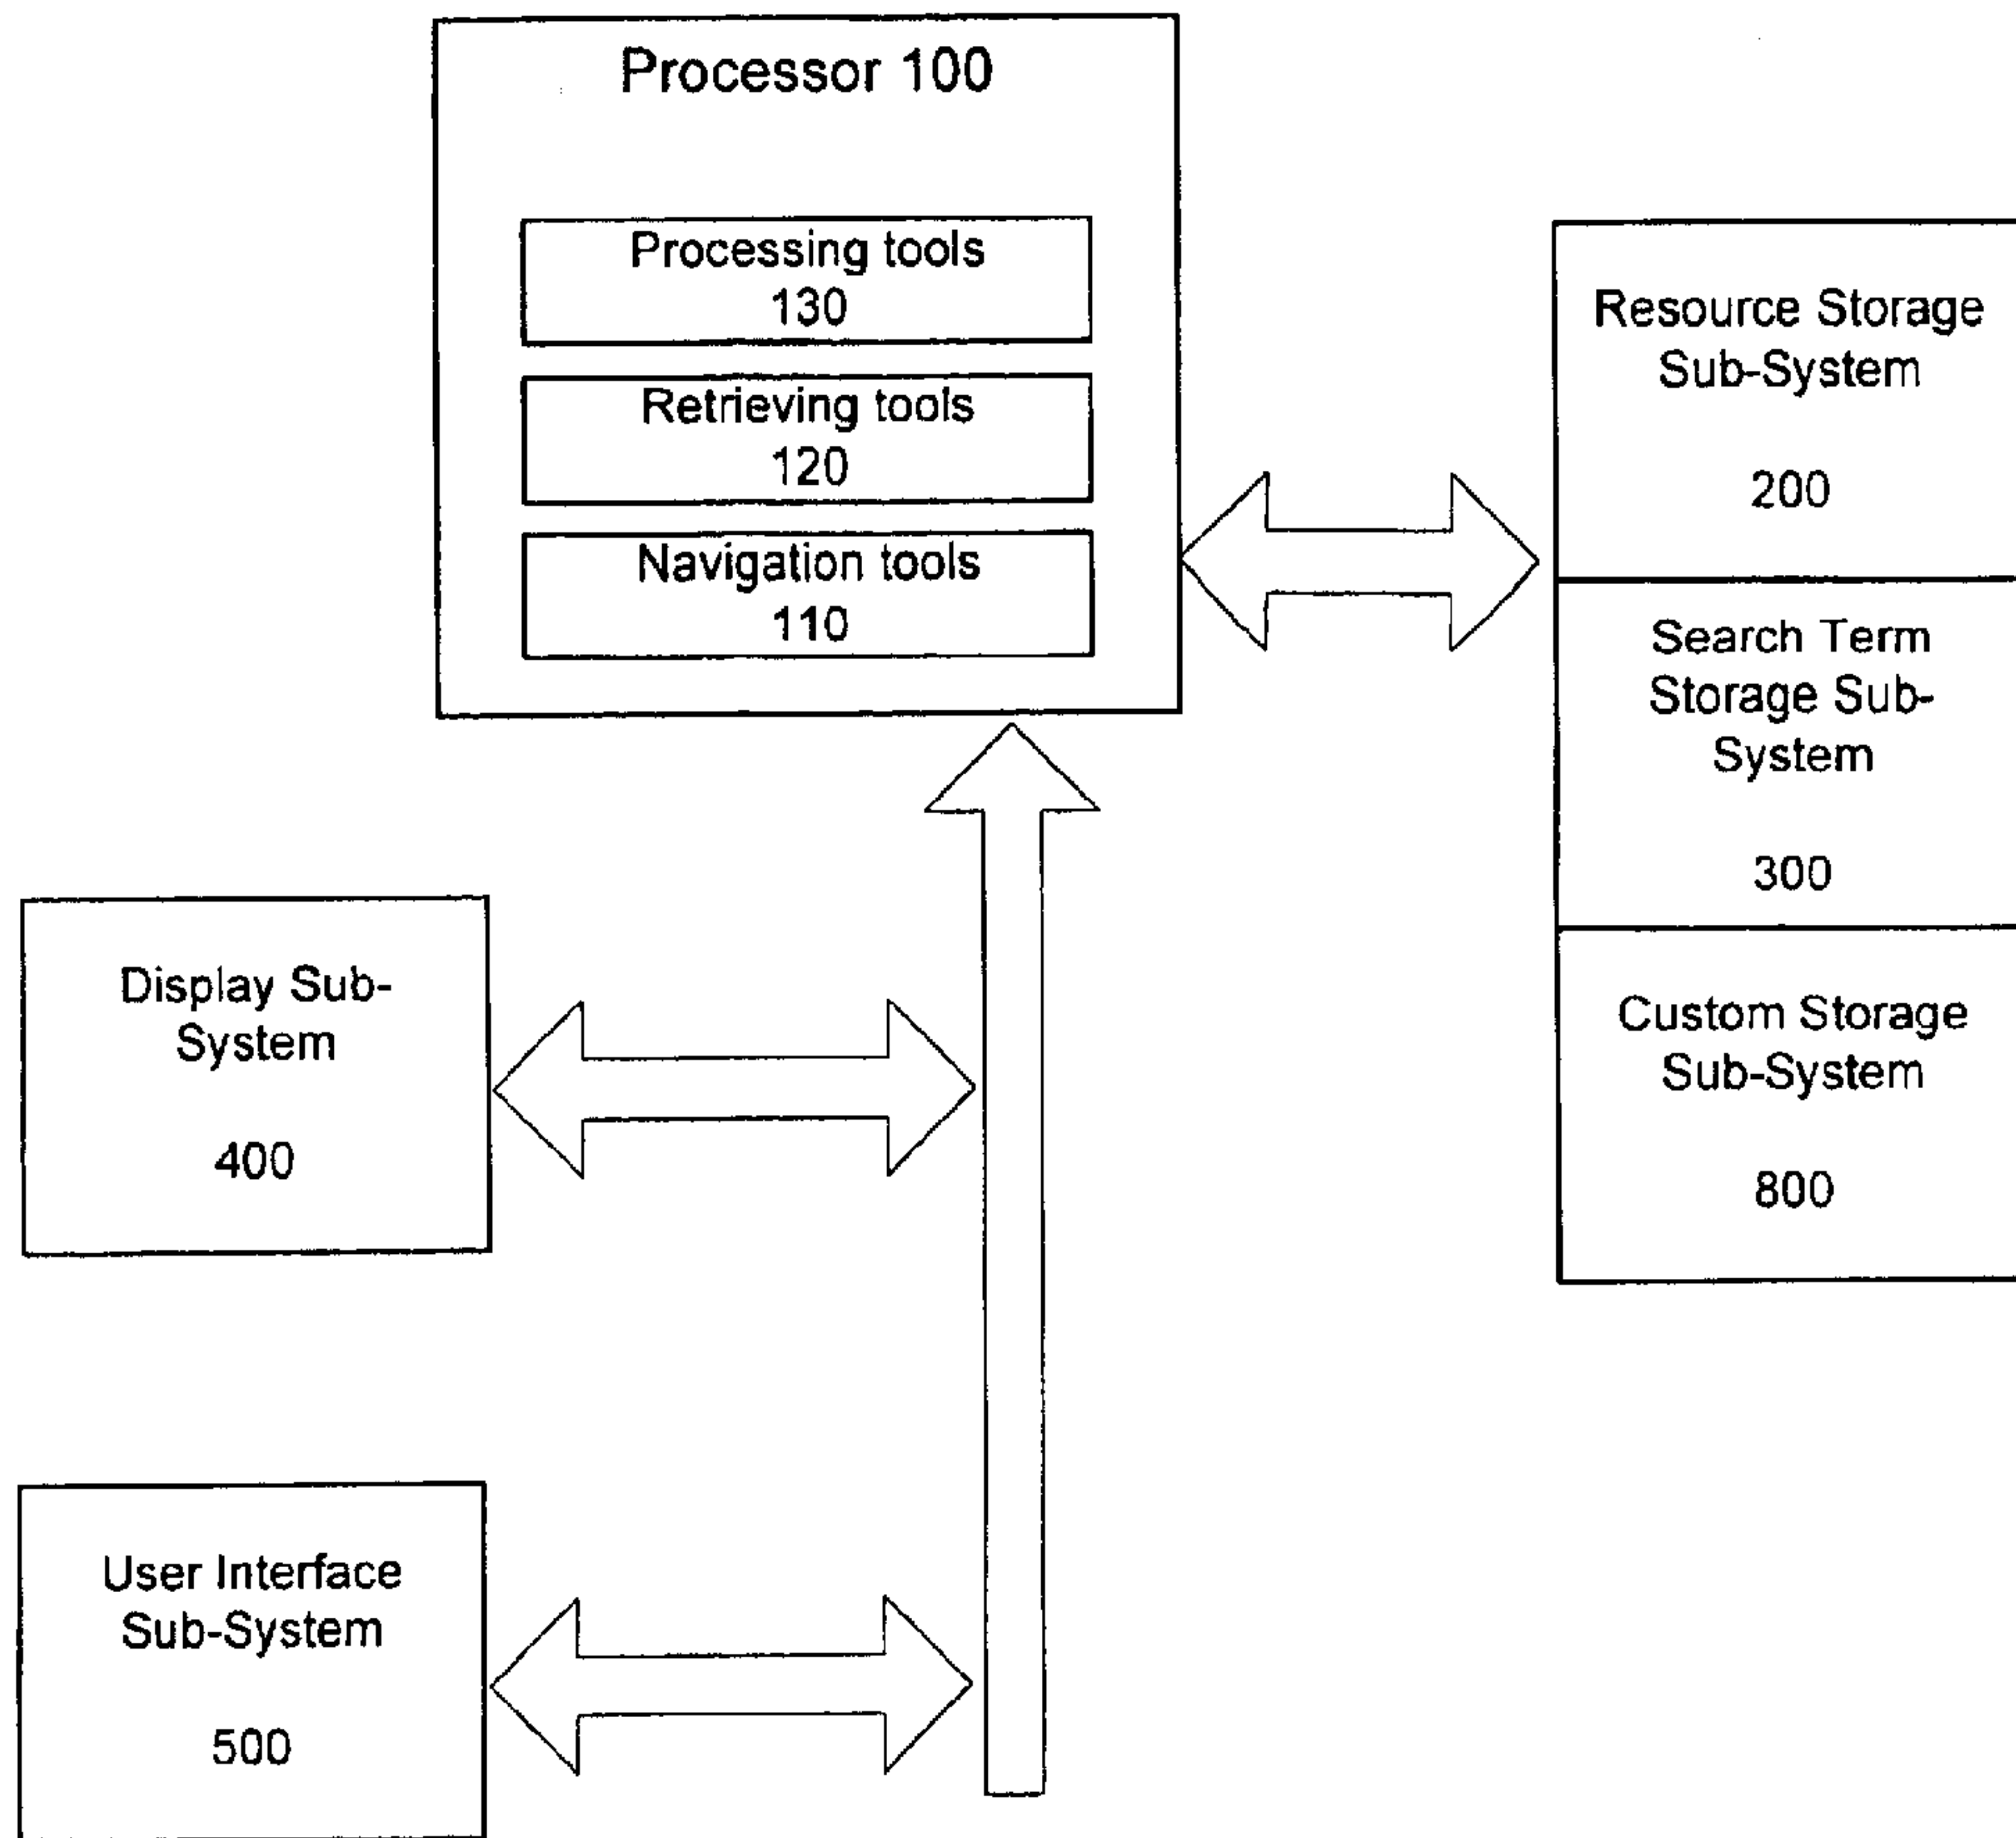 Processor 100
Processing tools
130
Retrieving tools
120
Navigation tools
110
Resource Storage
Sub-System
200
Search Term
Storage Sub-
System
300
Custom Storage
Sub-System
800
Display Sub-
System
400
User Interface
Sub-System
500